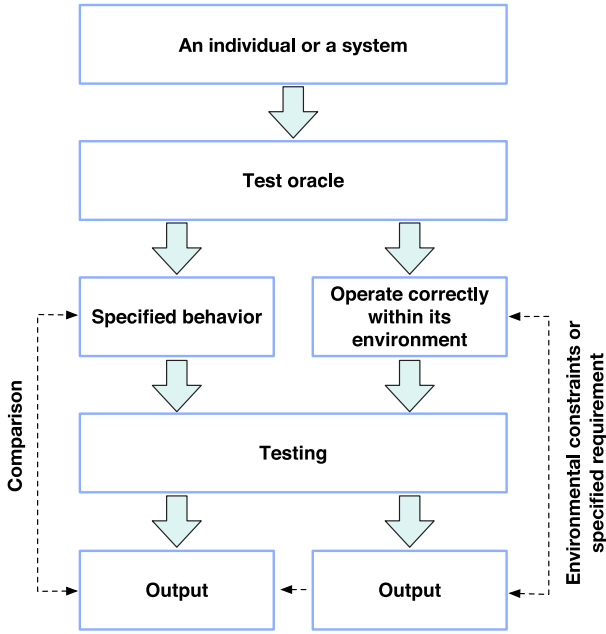 An individual or a system
Test oracle
Specified behavior
Operate correctly
within its
environment
Testing
Output
Output
Comparison
Environmental constraints or
specified requirement